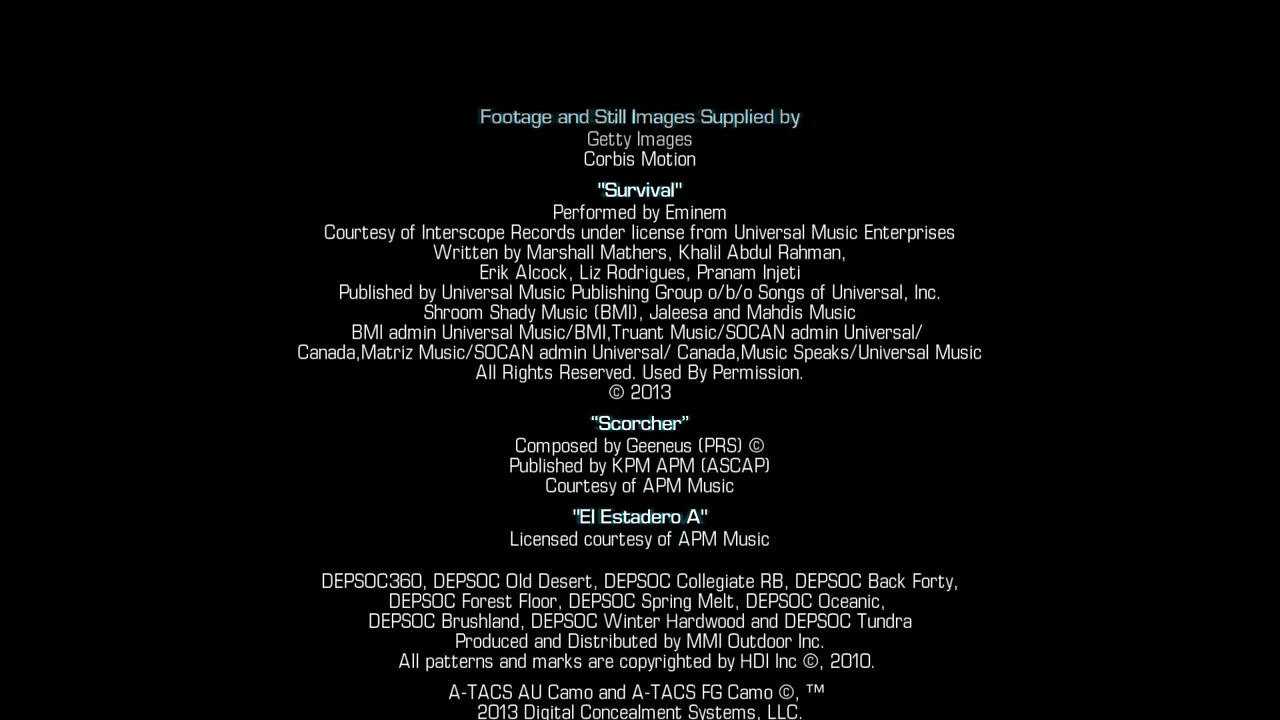 Footage and Still Images Supplied by
Getty Images
Corbis Motion
"Survival"
Performed by Eminem
Courtesy of Interscope Records under license from Universal Music Enterprises
Written by Marshall Mathers, Khalil Abdul Rahman,
Erik Alcock, Liz Rodrigues, Pranam Injeti
Published by Universal Music Publishing Group o/b/o Songs of Universal, Inc.
Shroom Shady Music (BMI), Jaleesa and Mahdis Music
BMI admin Universal Music/BMI,Truant Music/SOCAN admin Universal/
Canada,Matriz Music/SOCAN admin Universal/ Canada,Music Speaks/Universal Music
All Rights Reserved. Used By Permission.
© 2013
“Scorcher”
Composed by Geeneus (PRS) ©
Published by KPM APM (ASCAP)
Courtesy of APM Music
"El Estadero A"
Licensed courtesy of APM Music
DEPSOC360, DEPSOC Old Desert, DEPSOC Collegiate RB, DEPSOC Back Forty,
DEPSOC Forest Floor, DEPSOC Spring Melt, DEPSOC Oceanic,
DEPSOC Brushland, DEPSOC Winter Hardwood and DEPSOC Tundra
Produced and Distributed by MMI Outdoor Inc.
All patterns and marks are copyrighted by HDI Inc ©, 2010.
A-TACS AU Camo and A-TACS FG Camo ©, ™
2013 Digital Concealment Systems, LLC.